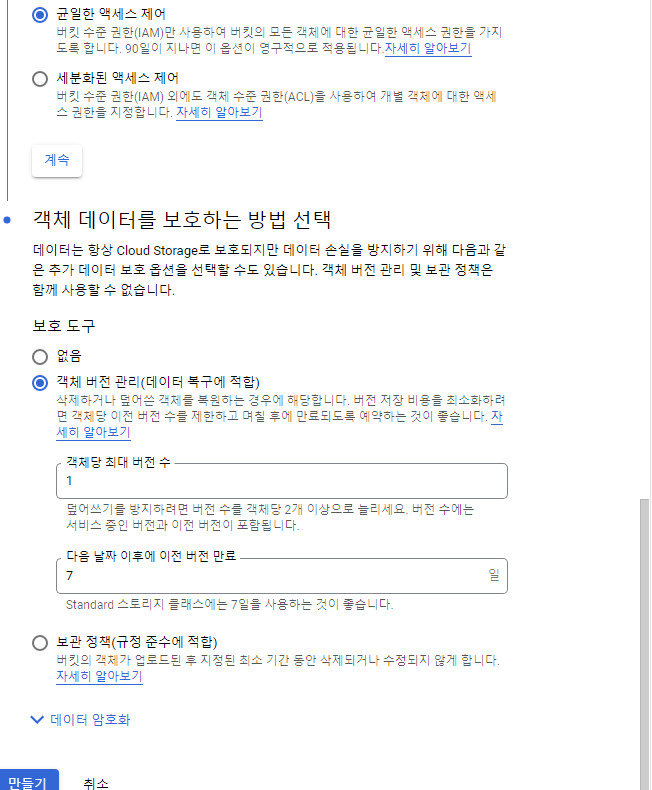 균일한 액세스 제어
버킷 수준 권한(IAM)만 사용하여 버킷의 모든 객체에 대한 균일한 액세스 권한을 가지
도록 합니다. 90일이 지나면 이 옵션이 영구적으로 적용됩니다.자세히 알아보기
세분화된 액세스 제어
버킷 수준 권한(IAM) 외에도 객체 수준 권한(ACL)을 사용하여 개별 객체에 대한 액세
스 권한을 지정합니다. 자세히 알아보기
계속
객체 데이터를 보호하는 방법 선택
데이터는 항상 Cloud Storage로 보호되지만 데이터 손실을 방지하기 위해 다음과 같
은 추가 데이터 보호 옵션을 선택할 수도 있습니다. 객체 버전 관리 및 보관 정책은
함께 사용할 수 없습니다.
보호 도구
없음
객체 버전 관리(데이터 복구에 적합)
삭제하거나 덮어쓴 객체를 복원하는 경우에 해당합니다. 버전 저장 비용을 최소화하려
면 객체당 이전 버전 수를 제한하고 며칠 후에 만료되도록 예약하는 것이 좋습니다. 자
세히 알아보기
객체당 최대 버전 수
1
덮어쓰기를 방지하려면 버전 수를 객체당 2개 이상으로 늘리세요. 버전 수에는
서비스 중인 버전과 이전 버전이 포함됩니다.
다음 날짜 이후에 이전 버전 만료
7 일
Standard 스토리지 클래스에는 7일을 사용하는 것이 좋습니다.
보관 정책(규정 준수에 적합)
버킷의 객체가 업로드된 후 지정된 최소 기간 동안 삭제되거나 수정되지 않게 합니다.
자세히 알아보기
데이터 암호화
만들기 취소